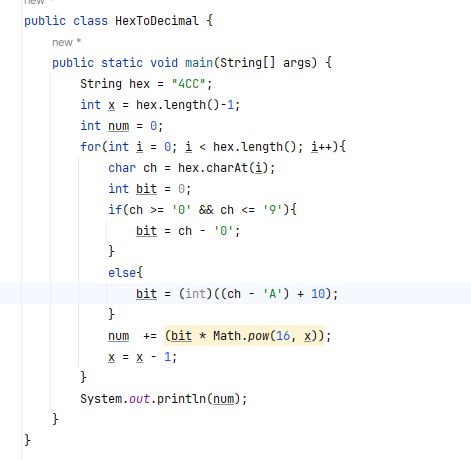 new *
public class HexToDecimal {
new *
public static void main(String[] args) {
String hex = "4CC";
int x = hex.length()-1;
int num = 0;
for(int i = 0; i < hex.length(); i++){
char ch = hex.charAt(i);
int bit = 0;
if(ch >= '0' && ch <= '9'){
bit = ch - '0';
}
else{
bit = (int)((ch - 'A') + 10);
}
num  += (bit * Math.pow(16, x));
x = x - 1;
}
System.out.println(num);
}
}